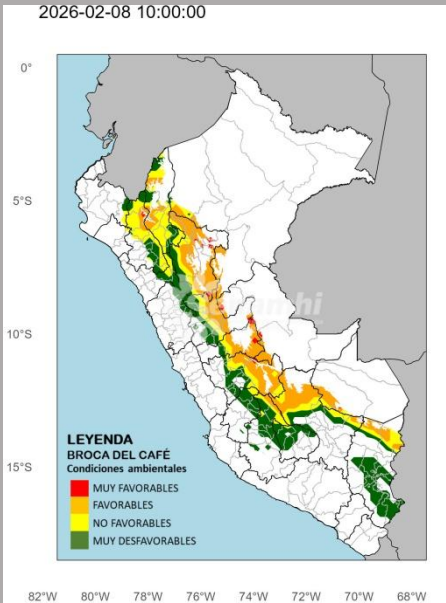 2026-02-08 10:00:00
0°
5°S
10°S
15°S
senamhi
LEYENDA
BROCA DEL CAFÉ
Condiciones ambientales
MUY FAVORABLES
FAVORABLES
NO FAVORABLES
MUY DESFAVORABLES
82°W 80°W 78°W 76°W 74°W 72°W 70°W 68°W